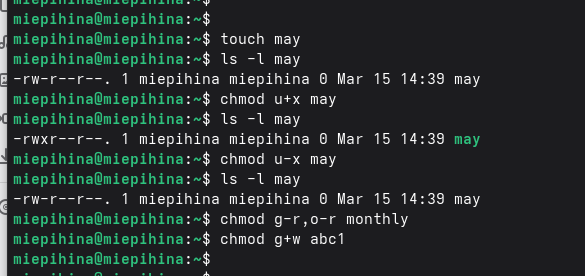 miepihina@miepihina:~$
miepihina@miepihina:~$ touch may
miepihina@miepihina:~$ ls -l may
-rw-r--r--. 1 miepihina miepihina 0 Mar 15 14:39 may
miepihina@miepihina:~$ chmod u+x may
miepihina@miepihina:~$ ls -l may
-rwxr--r--. 1 miepihina miepihina 0 Mar 15 14:39 may
miepihina@miepihina:~$ chmod u-x may
miepihina@miepihina:~$ ls -l may
-rw-r--r--. 1 miepihina miepihina 0 Mar 15 14:39 may
miepihina@miepihina:~$ chmod g-r,o-r monthly
miepihina@miepihina:~$ chmod g+w abc1
miepihina@miepihina:~$